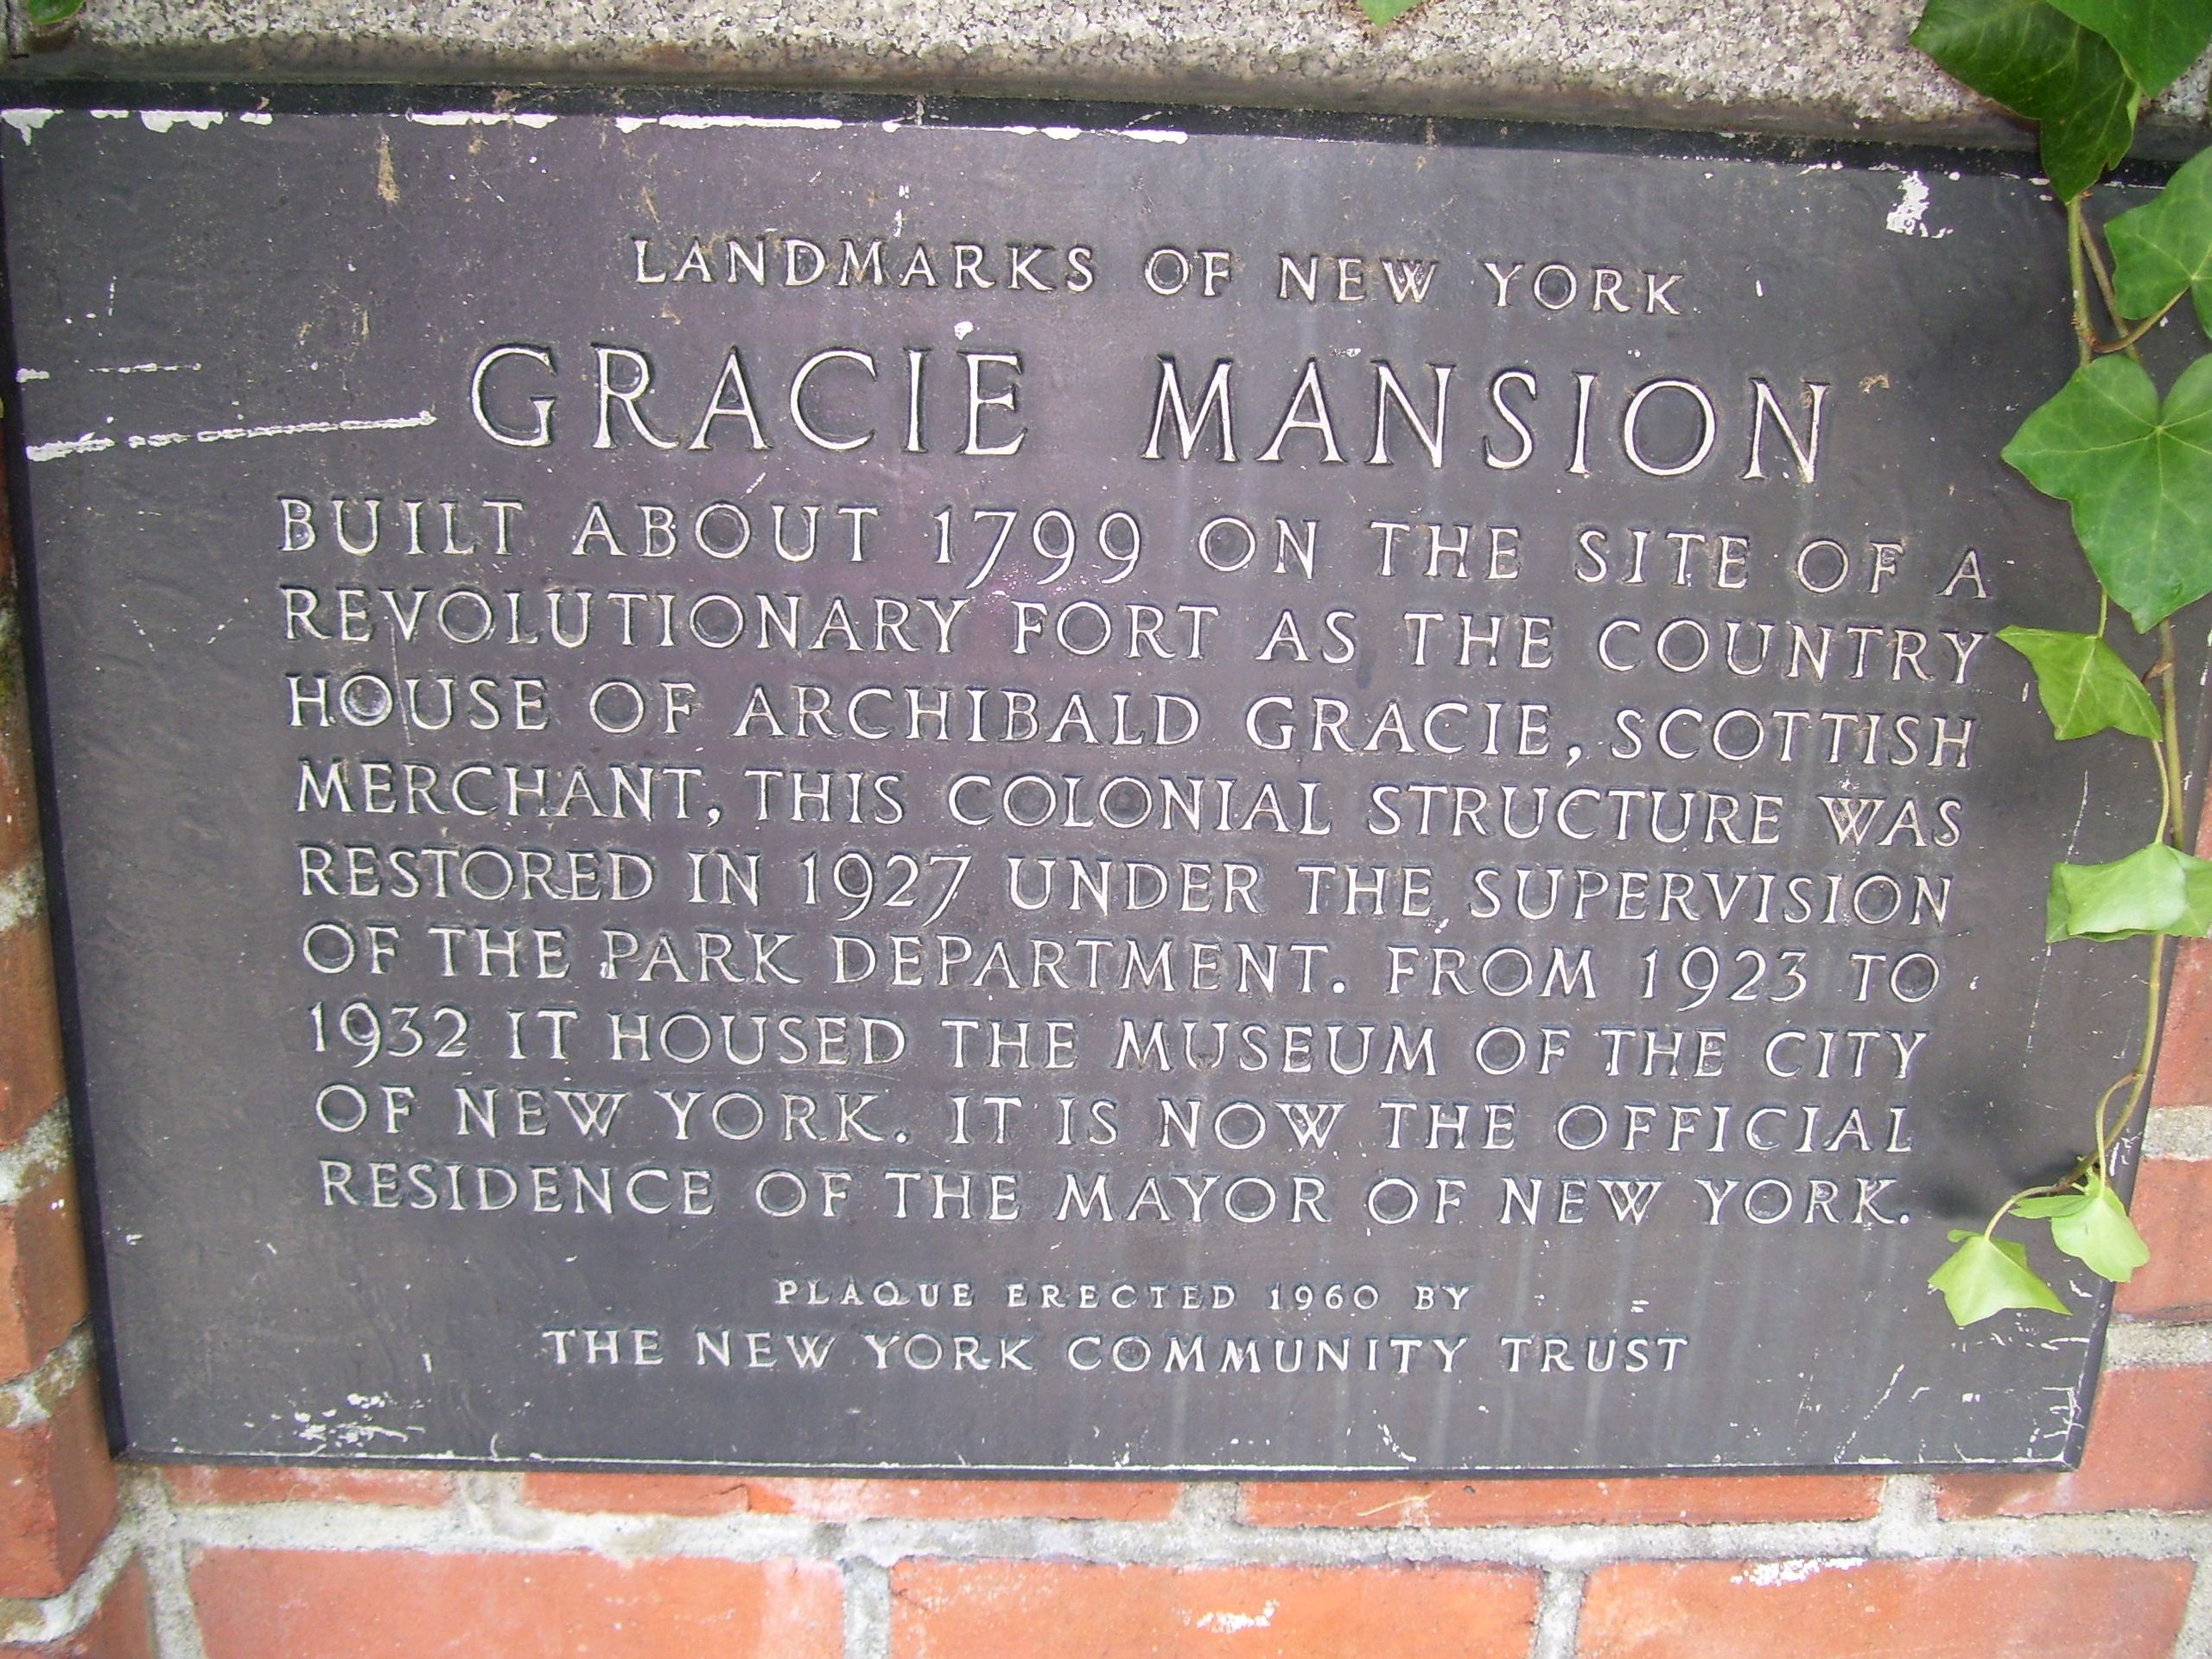 LANDMARKS OF NEW YORK
GRACIE MANSION
BUILT ABOUT 1799 ON THE SITE OF A
REVOLUTIONARY FORT AS THE COUNTRY
HOUSE OF ARCHIBALD GRACIE, SCOTTISH
MERCHANT, THIS COLONIAL STRUCTURE WAS
RESTORED IN 1927 UNDER THE SUPERVISION
OF THE PARK DEPARTMENT. FROM 1923 TO
1932 IT HOUSED THE MUSEUM OF THE CITY
OF NEW YORK. IT IS NOW THE OFFICIAL
RESIDENCE OF THE MAYOR OF NEW YORK.
PLAQUE ERECTED 1960 BY
THE NEW YORK COMMUNITY TRUST